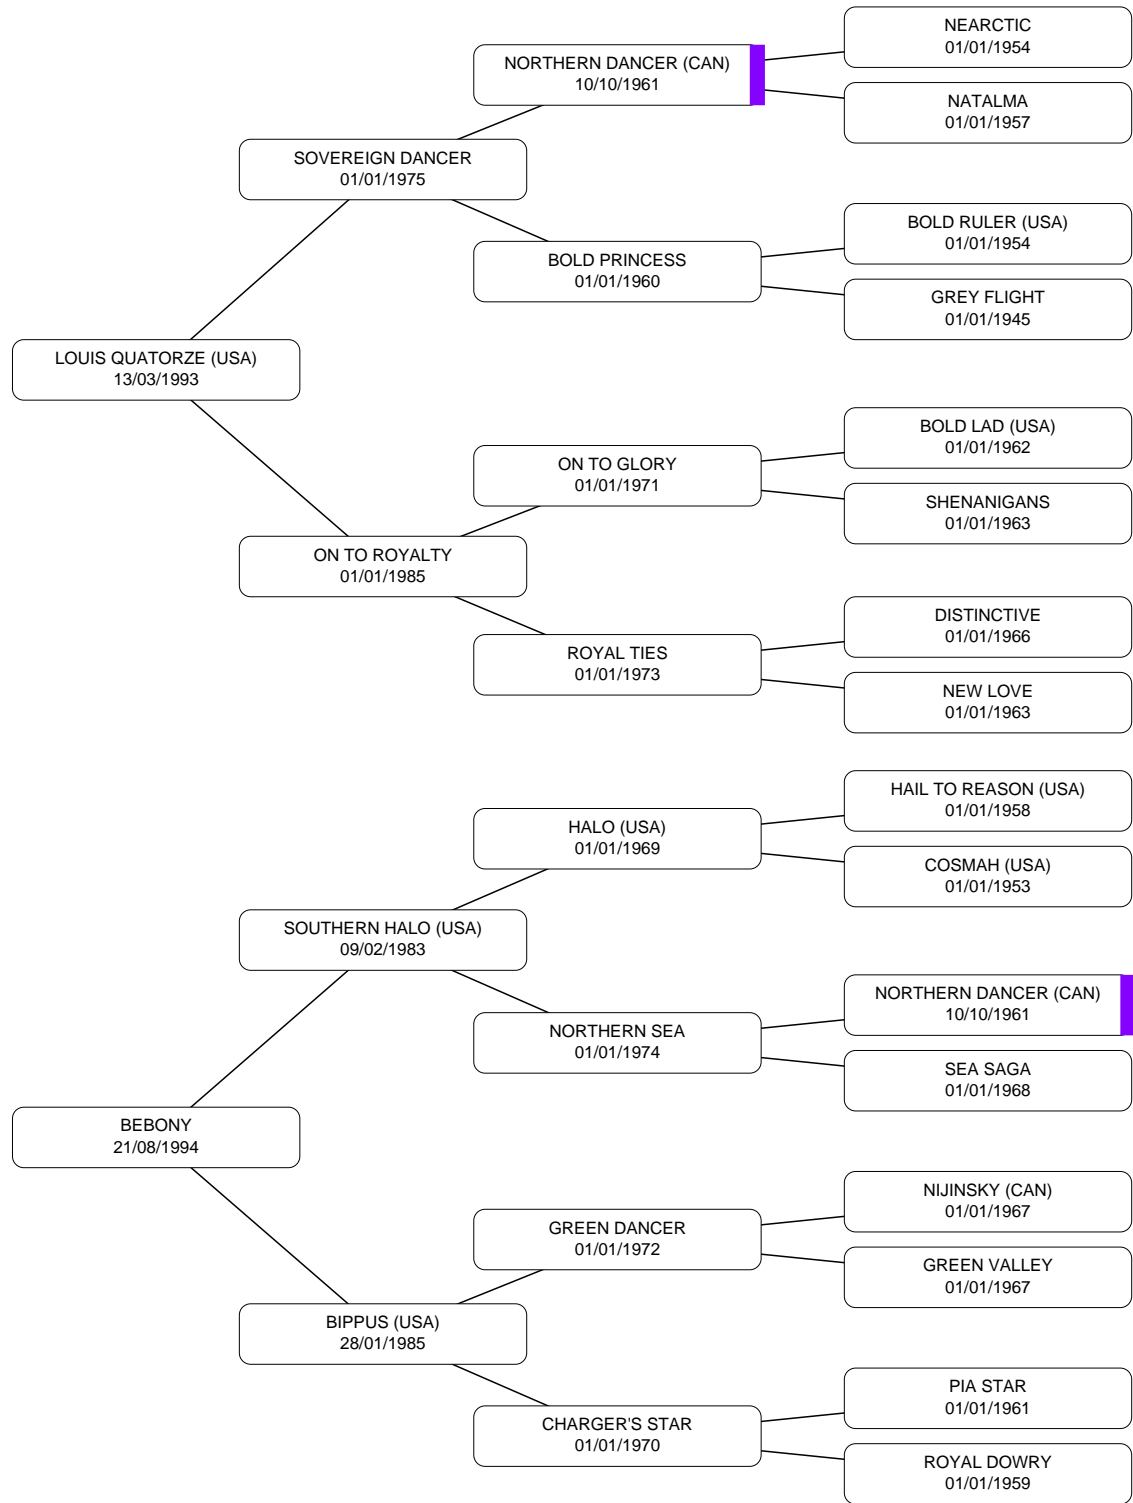 NEARCTIC
01/01/1954
NORTHERN DANCER (CAN)
10/10/1961
NATALMA
01/01/1957
SOVEREIGN DANCER
01/01/1975
BOLD RULER (USA)
01/01/1954
BOLD PRINCESS
01/01/1960
GREY FLIGHT
01/01/1945
LOUIS QUATORZE (USA)
13/03/1993
BOLD LAD (USA)
01/01/1962
ON TO GLORY
01/01/1971
SHENANIGANS
01/01/1963
ON TO ROYALTY
01/01/1985
DISTINCTIVE
01/01/1966
ROYAL TIES
01/01/1973
NEW LOVE
01/01/1963
HAIL TO REASON (USA)
01/01/1958
HALO (USA)
01/01/1969
COSMAH (USA)
01/01/1953
SOUTHERN HALO (USA)
09/02/1983
NORTHERN DANCER (CAN)
10/10/1961
NORTHERN SEA
01/01/1974
SEA SAGA
01/01/1968
BEBONY
21/08/1994
NIJINSKY (CAN)
01/01/1967
GREEN DANCER
01/01/1972
GREEN VALLEY
01/01/1967
BIPPUS (USA)
28/01/1985
PIA STAR
01/01/1961
CHARGER'S STAR
01/01/1970
ROYAL DOWRY
01/01/1959